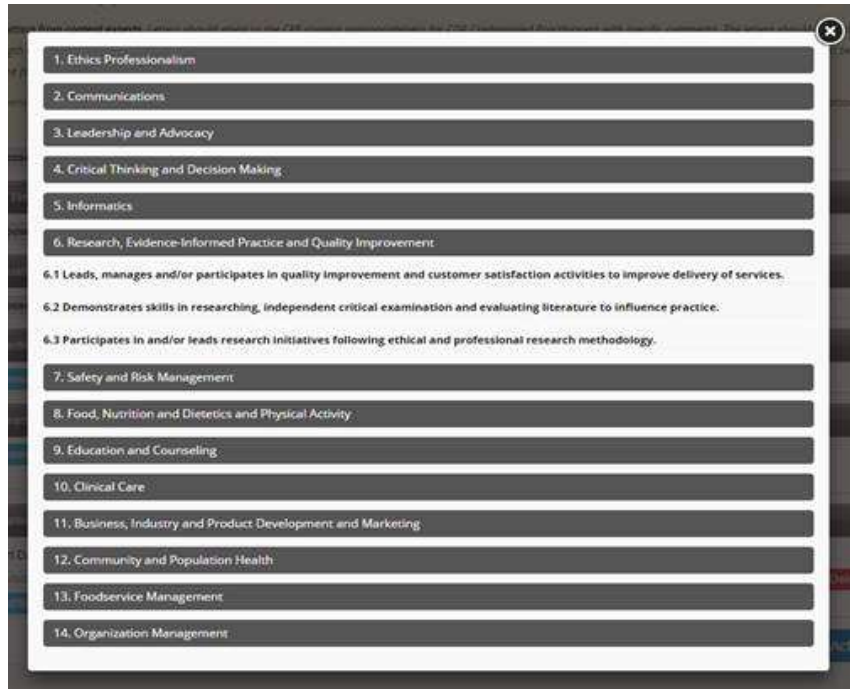 1. Ethics Professionalism
2. Communications
3. Leadership and Advocacy
4. Critical Thinking and Decision Making
5. Informatics
6. Research, Evidence-Informed Practice and Quality Improvement
6.1 Leads, manages and/or participates in quality improvement and customer satisfaction activities to improve delivery of services.
6.2 Demonstrates skills in researching, independent critical examination and evaluating literature to influence practice.
6.3 Participates in and/or leads research initiatives following ethical and professional research methodology.
7. Safety and Risk Management
8. Food, Nutrition and Dietetics and Physical Activity
9. Education and Counseling
10. Clinical Care
11. Business, Industry and Product Development and Marketing
12. Community and Population Health
13. Foodservice Management
14. Organization Management